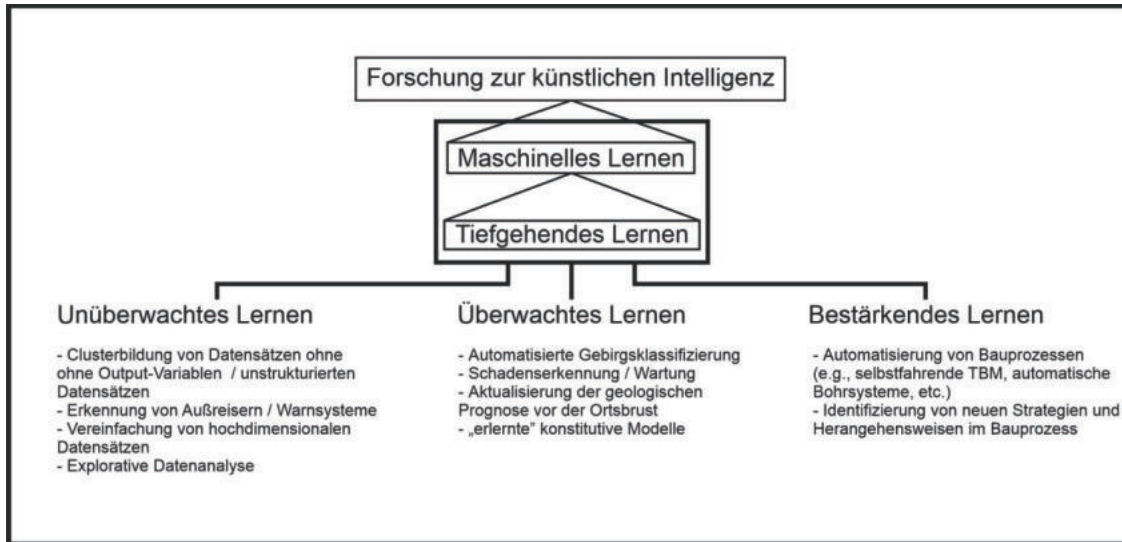 Forschung zur künstlichen Intelligenz
Maschinelles Lernen
Tiefgehendes Lernen
Unüberwachtes Lernen
- Clusterbildung von Datensätzen ohne
ohne Output-Variablen / unstrukturierten
Datensätzen
- Erkennung von Außreisern / Warnsysteme
- Vereinfachung von hochdimensionalen
Datensätzen
- Explorative Datenanalyse
Überwachtes Lernen
- Automatisierte Gebirgsklassifizierung
- Schadenserkennung / Wartung
- Aktualisierung der geologischen
Prognose vor der Ortsbrust
- „erlernte" konstitutive Modelle
Bestärkendes Lernen
- Automatisierung von Bauprozessen
(e.g., selbstfahrende TBM, automatische
Bohrsysteme, etc.)
- Identifizierung von neuen Strategien und
Herangehensweisen im Bauprozess